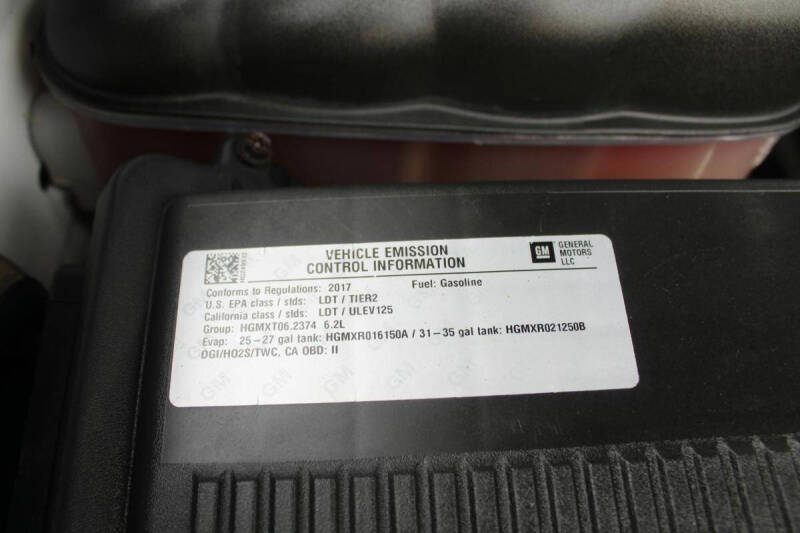 VEHICLE EMISSION
CONTROL INFORMATION
GM
GENERAL
MOTORS
LLC
Conforms to Regulations: 2017 Fuel: Gasoline
U.S. EPA class / stds: LDT / TIER2
California class / stds: LDT / ULEV125
Group: HGMXT06.2374 6.2L
Evap: 25-27 gal tank: HGMXR016150A / 31-35 gal tank: HGMXR021250B
OGI/HO2S/TWC, CA OBD: II